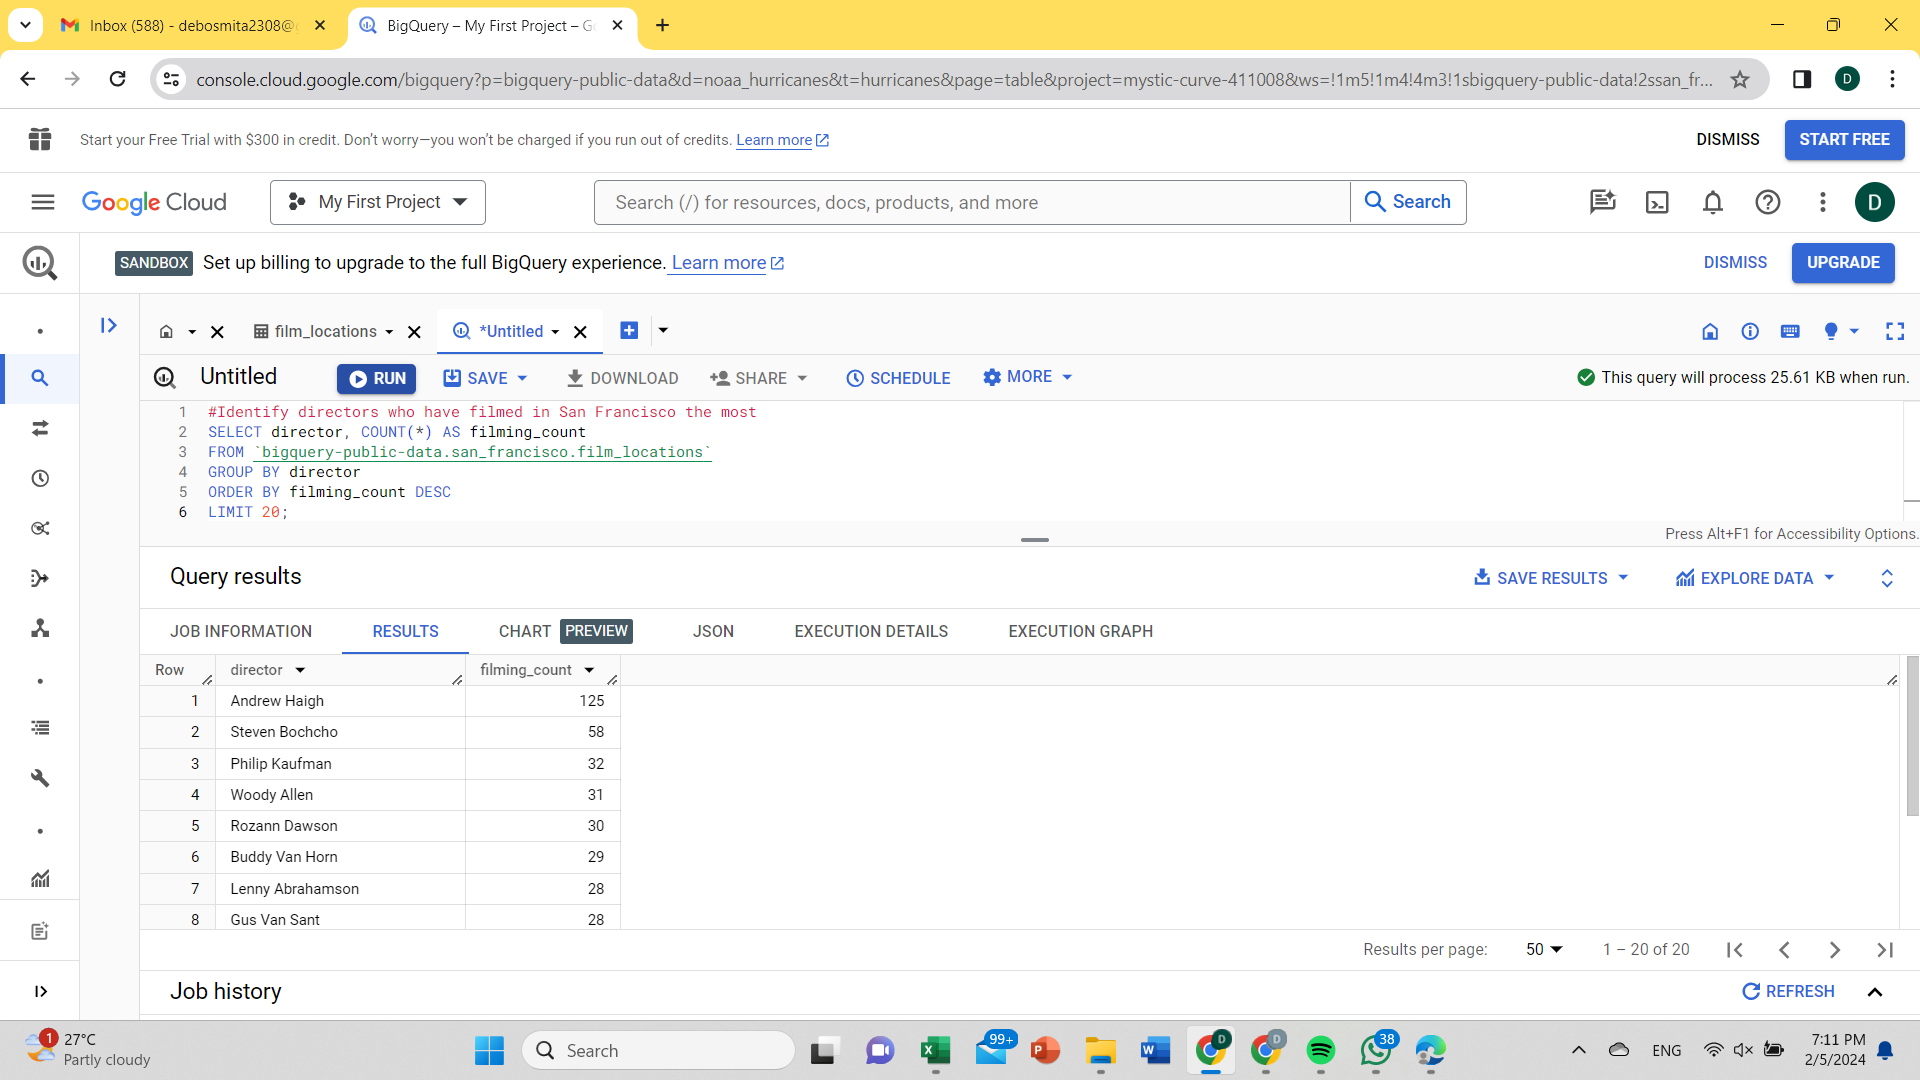 Inbox (588) - debosmita2308@
BigQuery – My First Project – G
console.cloud.google.com/bigquery?p=bigquery-public-data&d=noaa_hurricanes&t=hurricanes&page=table&project=mystic-curve-411008&ws=!1m5!1m4!4m3!1sbigquery-public-data!2ssan_fr...
D
Start your Free Trial with $300 in credit. Don't worry—you won't be charged if you run out of credits. Learn more
DISMISS
START FREE
Google Cloud
My First Project
Search (/) for resources, docs, products, and more
Search
D
SANDBOX Set up billing to upgrade to the full BigQuery experience. Learn more
DISMISS
UPGRADE
film_locations
*Untitled
Untitled
RUN
SAVE
DOWNLOAD
SHARE
SCHEDULE
MORE
This query will process 25.61 KB when run.
1 #Identify directors who have filmed in San Francisco the most
2 SELECT director, COUNT(*) AS filming_count
3 FROM `bigquery-public-data.san_francisco.film_locations`
4 GROUP BY director
5 ORDER BY filming_count DESC
6 LIMIT 20;
Press Alt+F1 for Accessibility Options.
Query results
SAVE RESULTS
EXPLORE DATA
JOB INFORMATION
RESULTS
CHART PREVIEW
JSON
EXECUTION DETAILS
EXECUTION GRAPH
Row director filming_count
1 Andrew Haigh 125
2 Steven Bochcho 58
3 Philip Kaufman 32
4 Woody Allen 31
5 Rozann Dawson 30
6 Buddy Van Horn 29
7 Lenny Abrahamson 28
8 Gus Van Sant 28
Results per page: 50 1 – 20 of 20
Job history
REFRESH
1
27°C
Partly cloudy
Search
99+
D
D
38
ENG
7:11 PM
2/5/2024